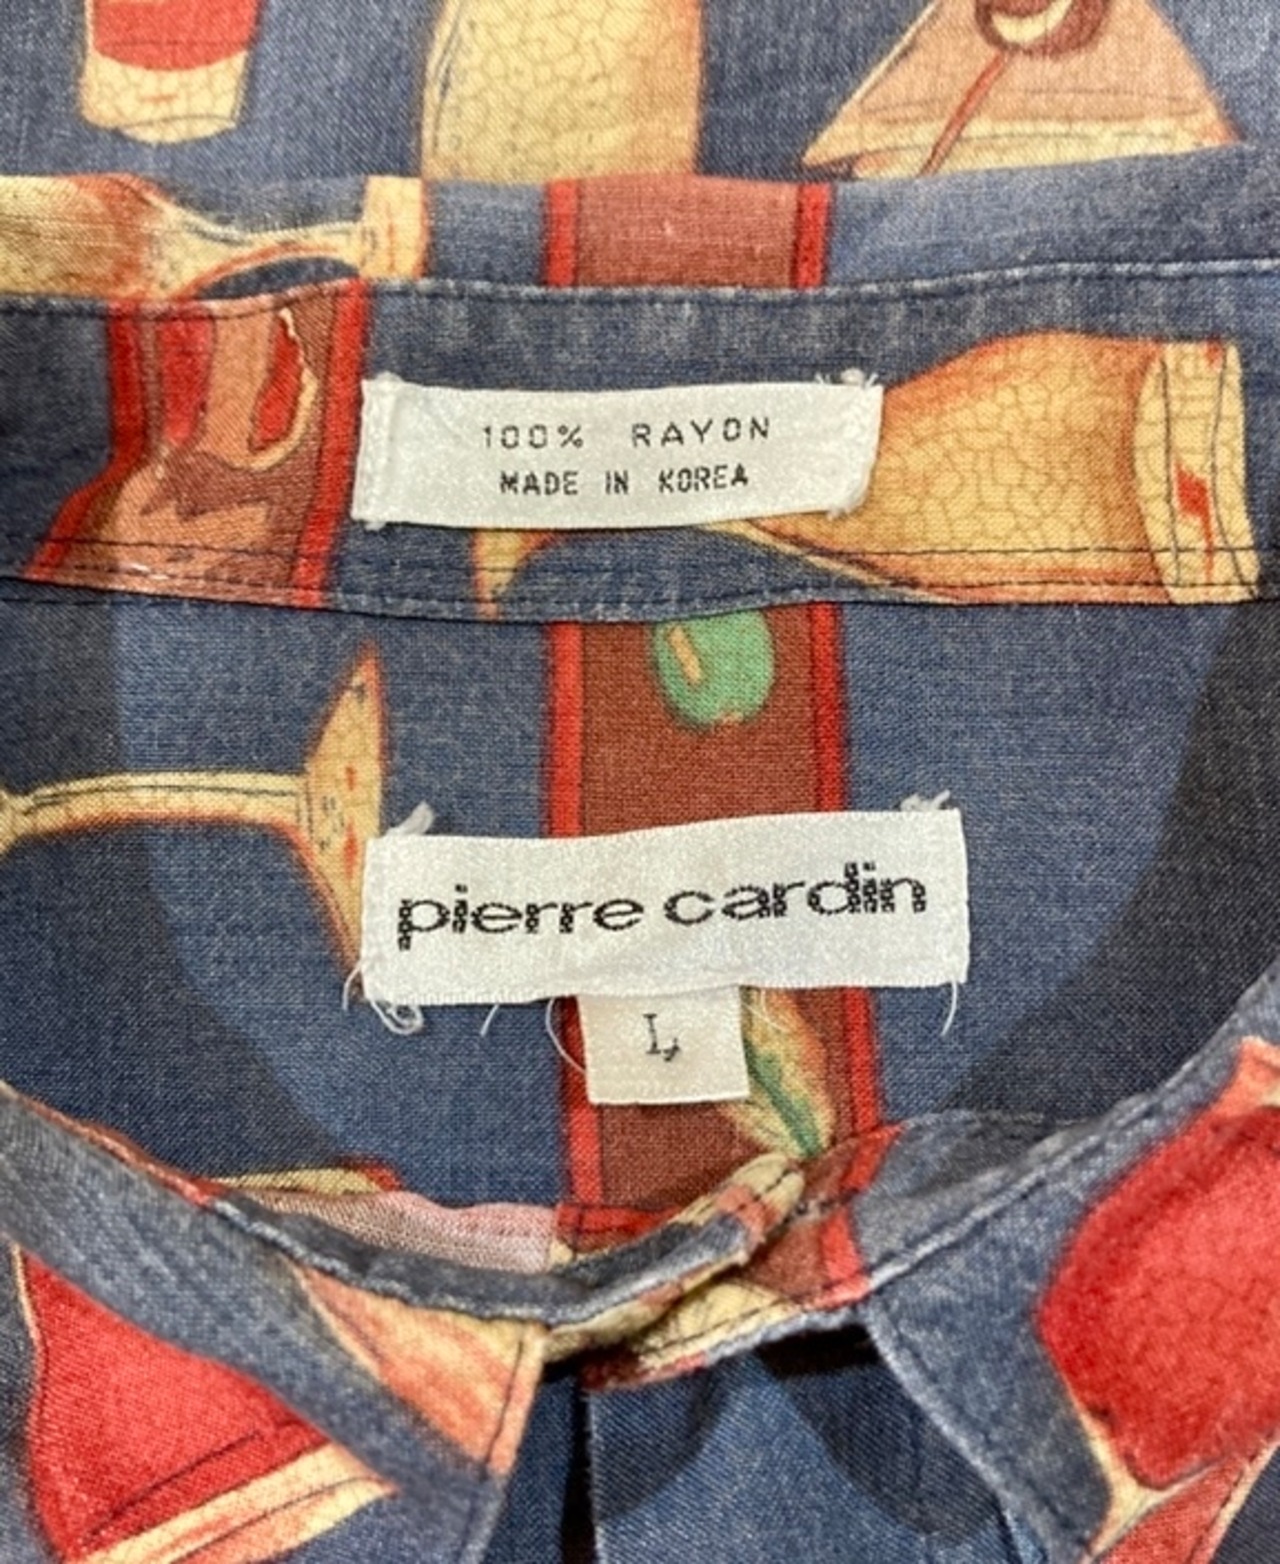 100% RAYON
MADE IN KOREA
pierre cardin
L